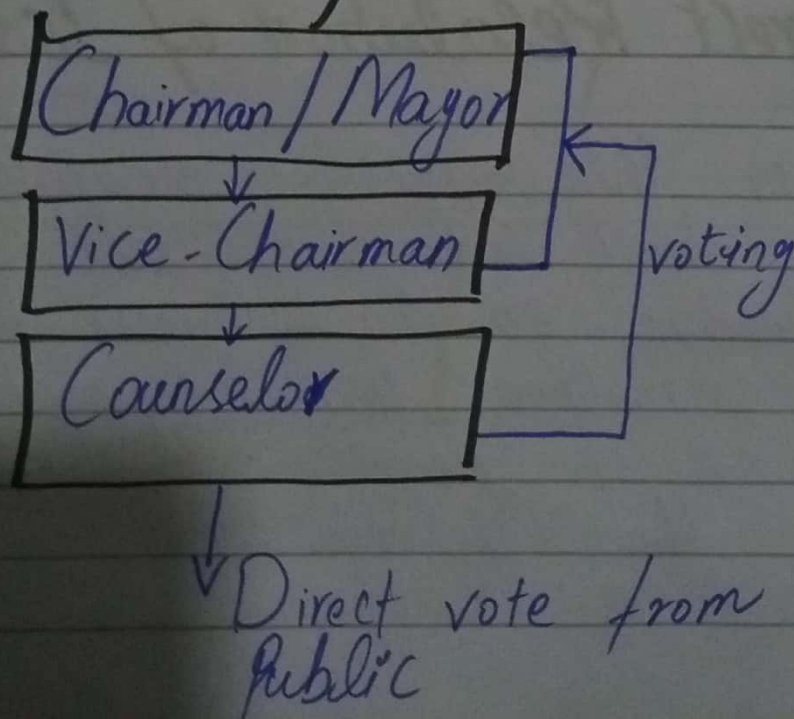 Chairman / Mayor
Vice-Chairman
voting
Counselor
Direct vote from
Public